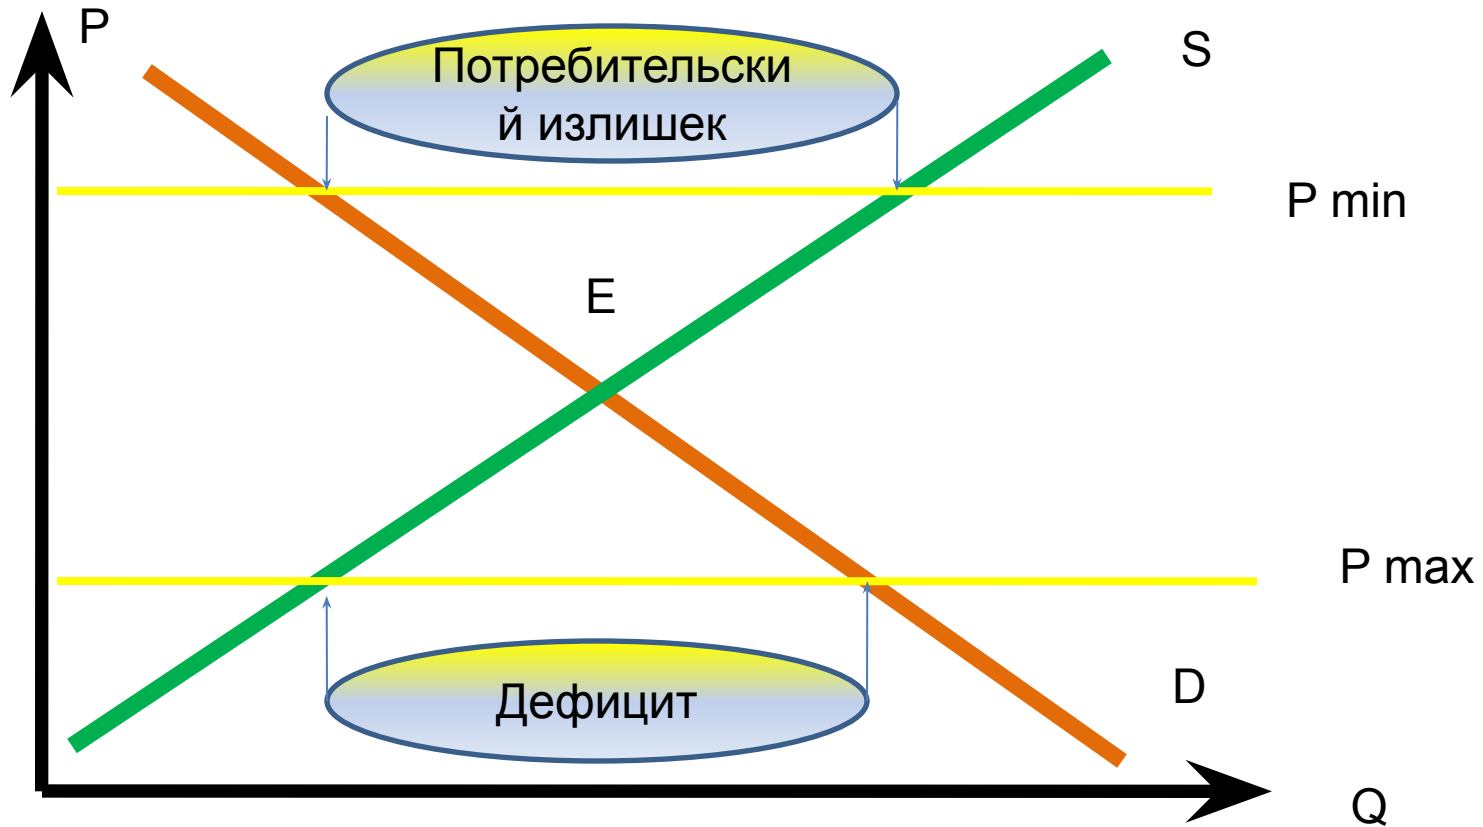 P
S
Потребительски
й излишек
P min
E
P max
Дефицит
D
Q